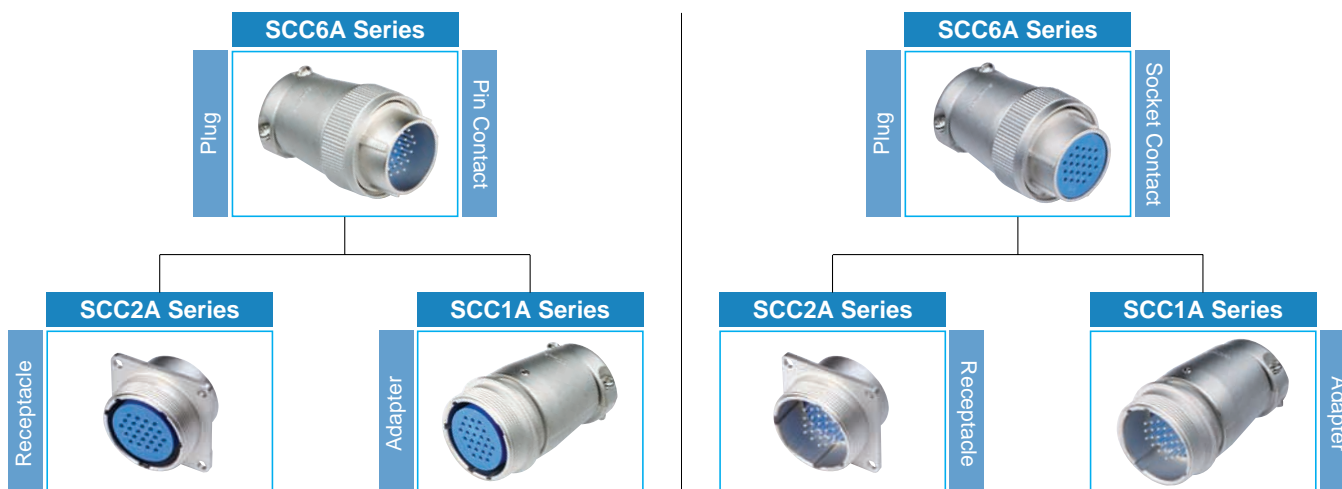 SCC6A Series
Plug
Pin Contact
SCC2A Series
Receptacle
SCC1A Series
Adapter
SCC6A Series
Plug
Socket Contact
SCC2A Series
Receptacle
SCC1A Series
Adapter